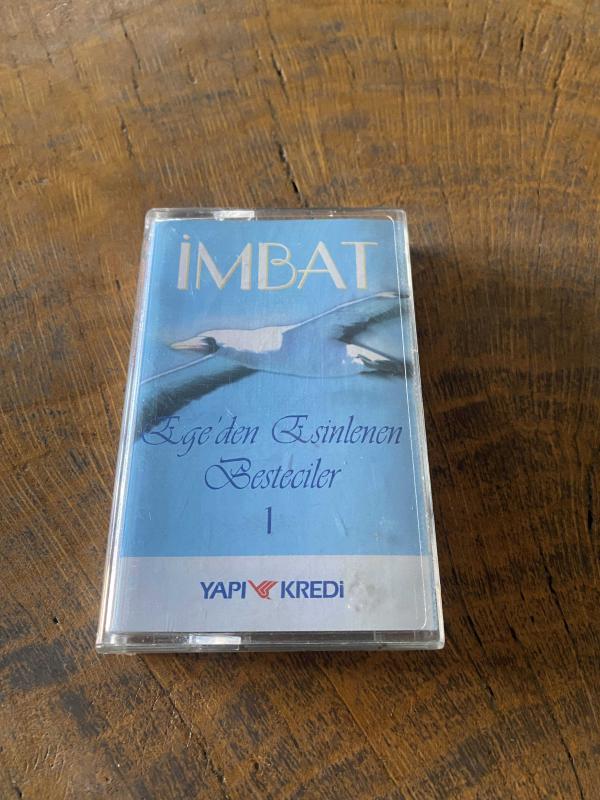 İMBAT
Ege'den Esinlenen
Besteciler
1
YAPI KREDİ